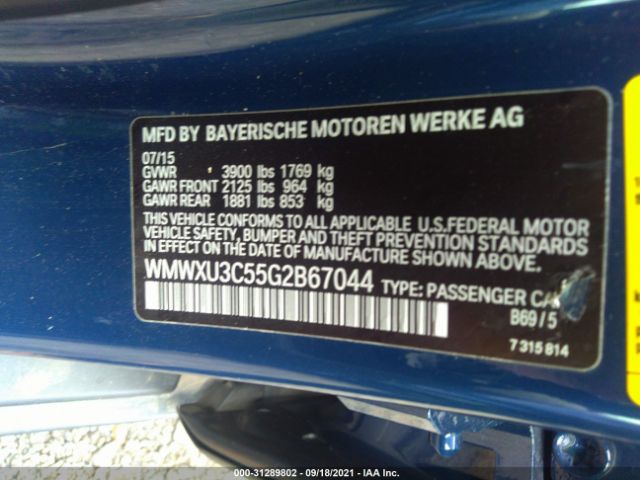 MFD BY BAYERISCHE MOTOREN WERKE AG
07/15
GVWR 3900 lbs 1769 kg
GAWR FRONT 2125 lbs 964 kg
GAWR REAR 1881 lbs 853 kg
THIS VEHICLE CONFORMS TO ALL APPLICABLE U.S.FEDERAL MOTOR
VEHICLE SAFETY, BUMPER AND THEFT PREVENTION STANDARDS
IN EFFECT ON THE DATE OF MANUFACTURE SHOWN ABOVE.
WMWXU3C55G2B67044 TYPE: PASSENGER
B69/5
7 315 814
000-31289802 - 09/18/2021 - IAA Inc.